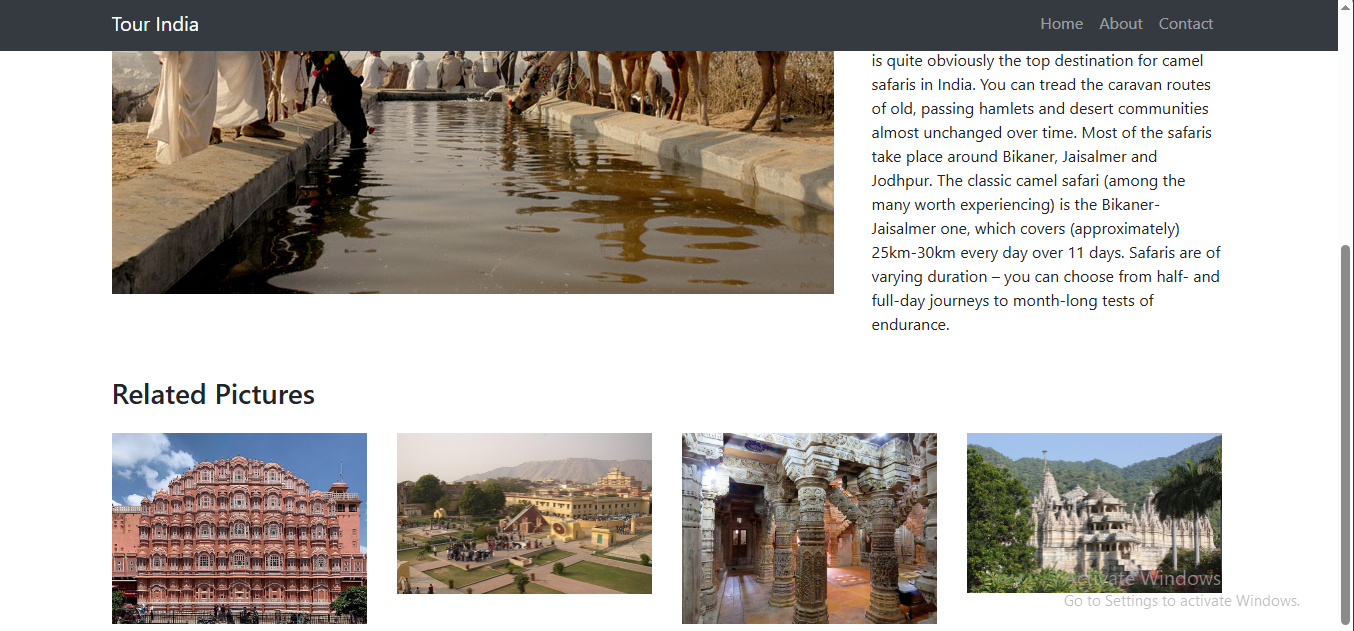 Tour India
Home About Contact
is quite obviously the top destination for camel
safaris in India. You can tread the caravan routes
of old, passing hamlets and desert communities
almost unchanged over time. Most of the safaris
take place around Bikaner, Jaisalmer and
Jodhpur. The classic camel safari (among the
many worth experiencing) is the Bikaner-
Jaisalmer one, which covers (approximately)
25km-30km every day over 11 days. Safaris are of
varying duration – you can choose from half- and
full-day journeys to month-long tests of
endurance.
Related Pictures
Activate Windows
Go to Settings to activate Windows.